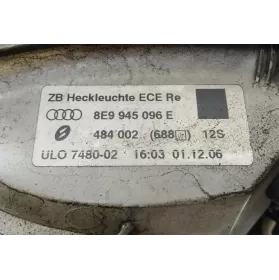 ZB Heckleuchte ECE Re
8E9 945 096 E
484 002 (688) 12S
ULO 7480-02 16:03 01.12.06